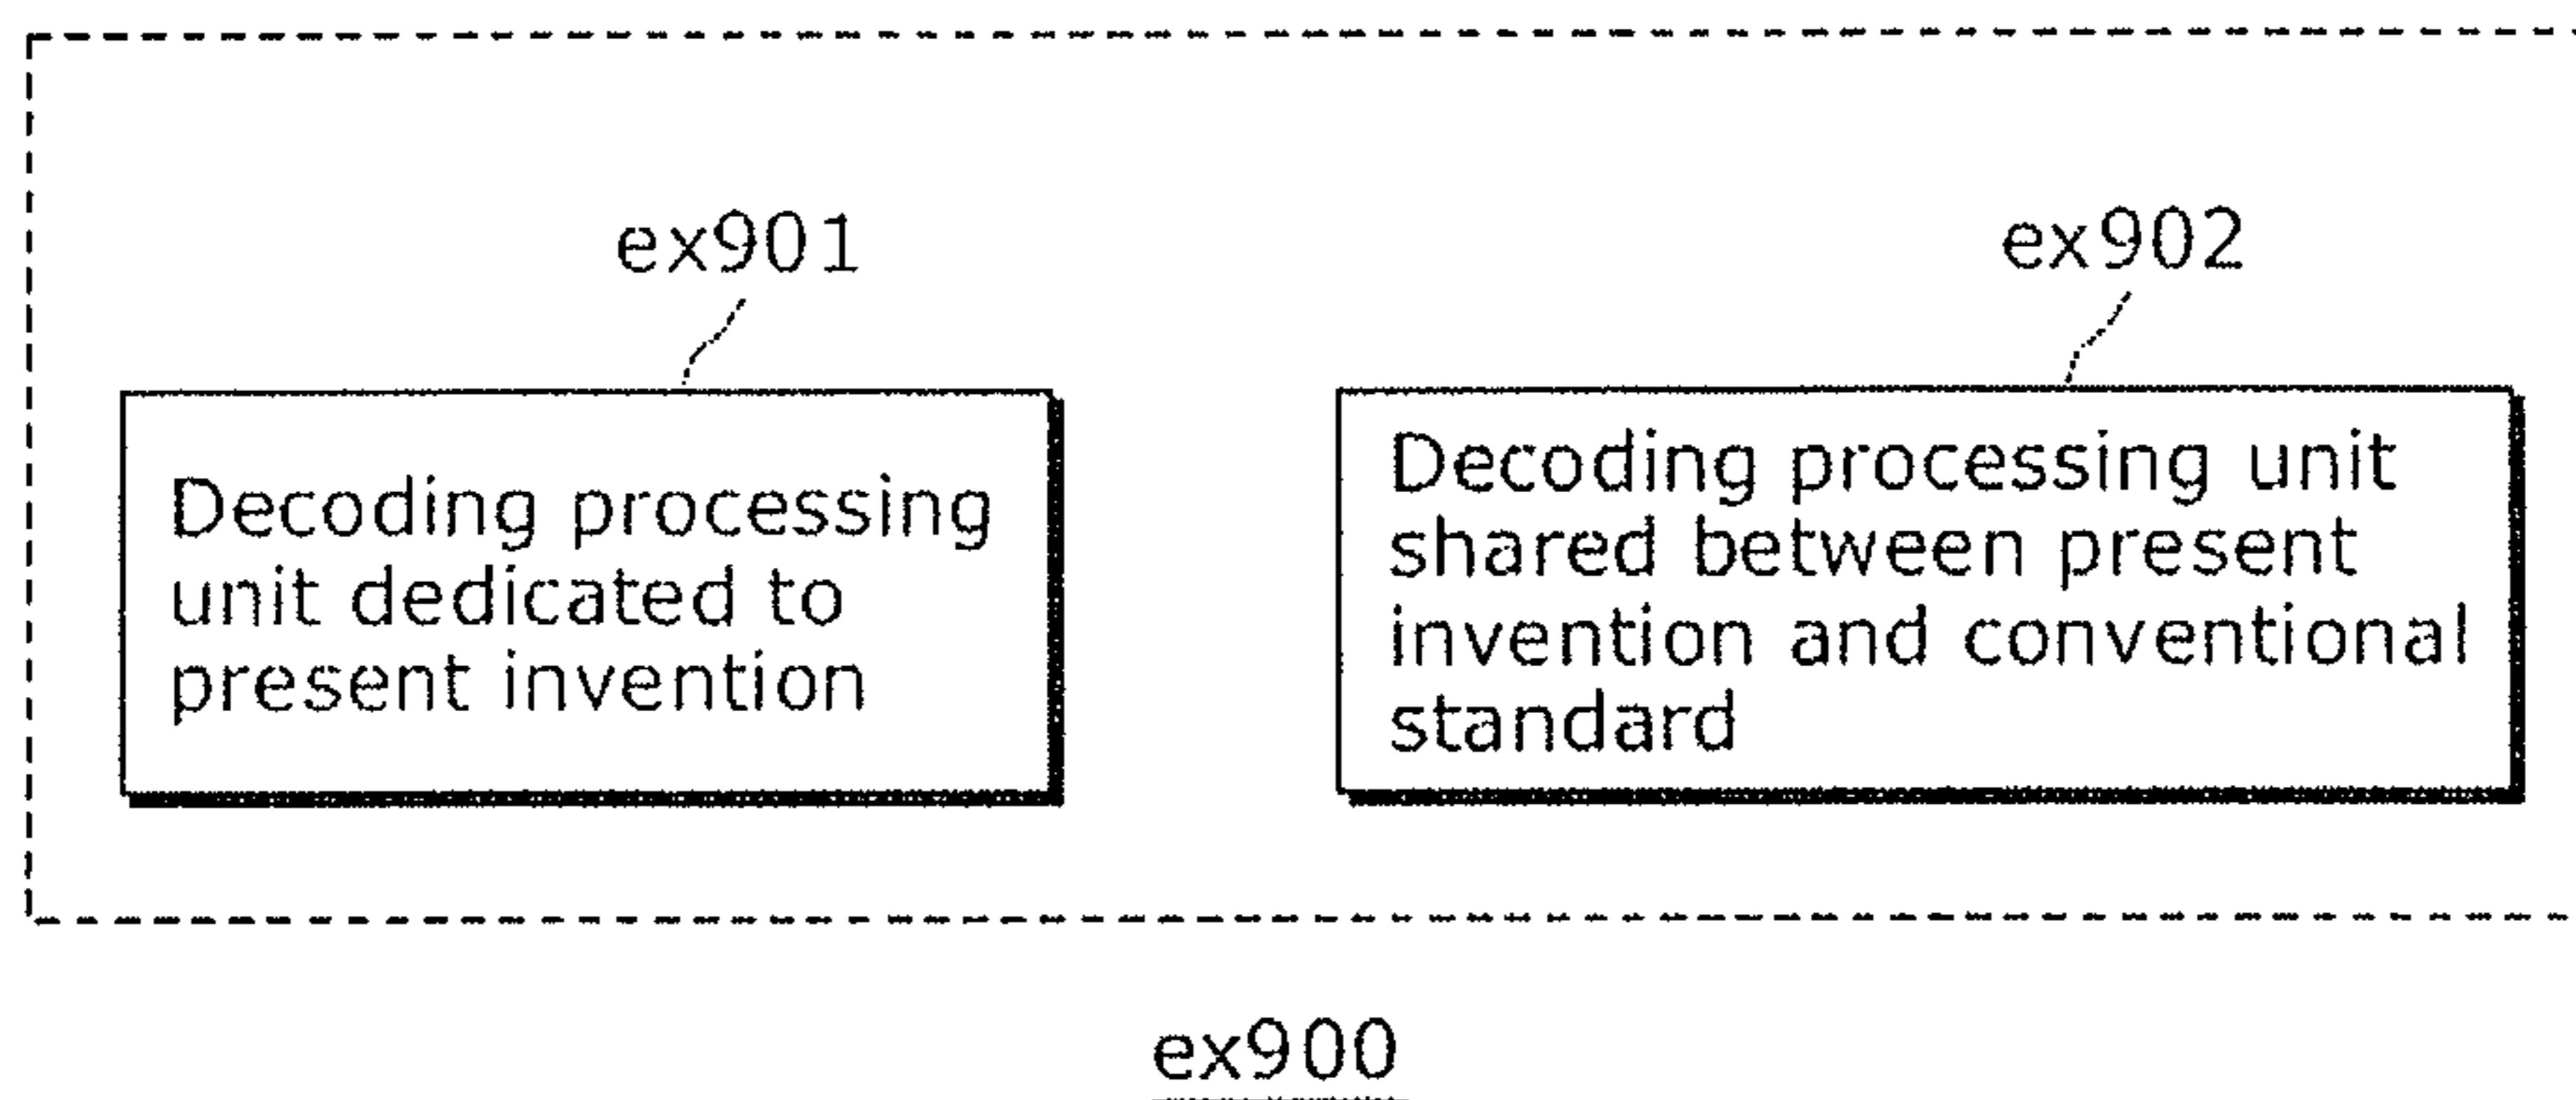 ex901
ex902
Decoding processing
unit dedicated to
present invention
Decoding processing unit
shared between present
invention and conventional
standard
ex900